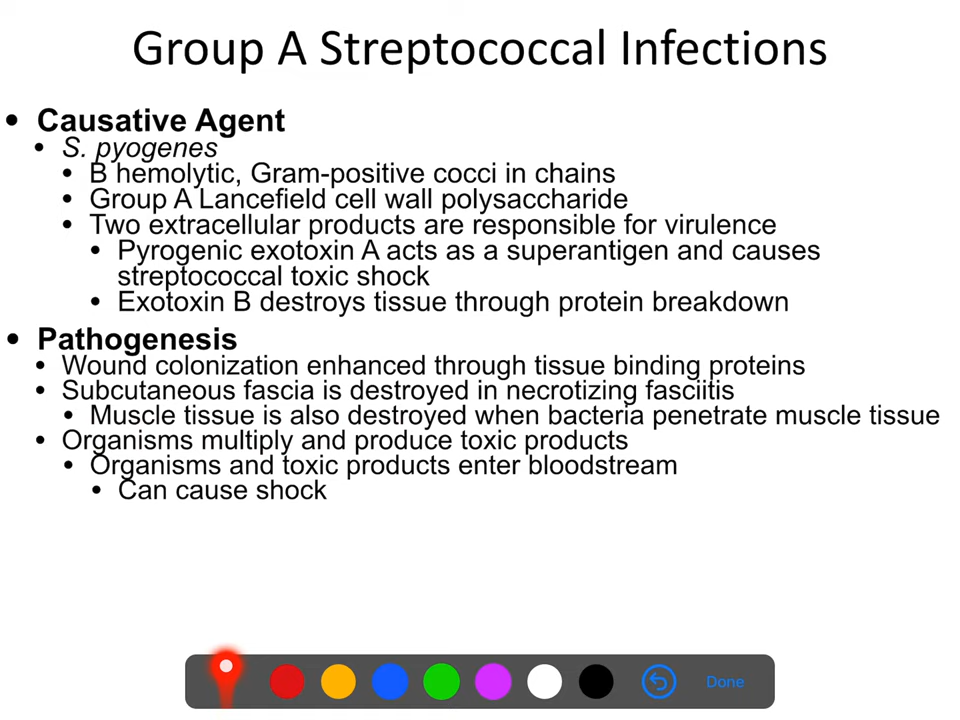 Group A Streptococcal Infections
• Causative Agent
• S. pyogenes
• B hemolytic, Gram-positive cocci in chains
• Group A Lancefield cell wall polysaccharide
• Two extracellular products are responsible for virulence
• Pyrogenic exotoxin A acts as a superantigen and causes
streptococcal toxic shock
• Exotoxin B destroys tissue through protein breakdown
• Pathogenesis
• Wound colonization enhanced through tissue binding proteins
• Subcutaneous fascia is destroyed in necrotizing fasciitis
• Muscle tissue is also destroyed when bacteria penetrate muscle tissue
• Organisms multiply and produce toxic products
• Organisms and toxic products enter bloodstream
• Can cause shock
Done